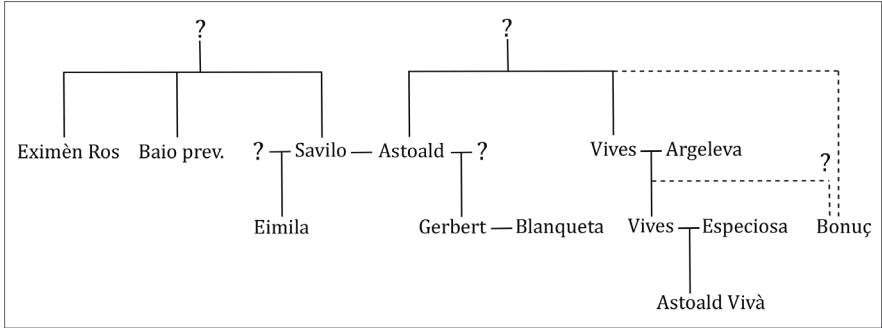 ? ?
Eximèn Ros Baio prev. ? Savilo Astoald ? Vives Argeleva
?
Eimila Gerbert Blanqueta Vives Especiosa Bonuç
Astoald Vivà